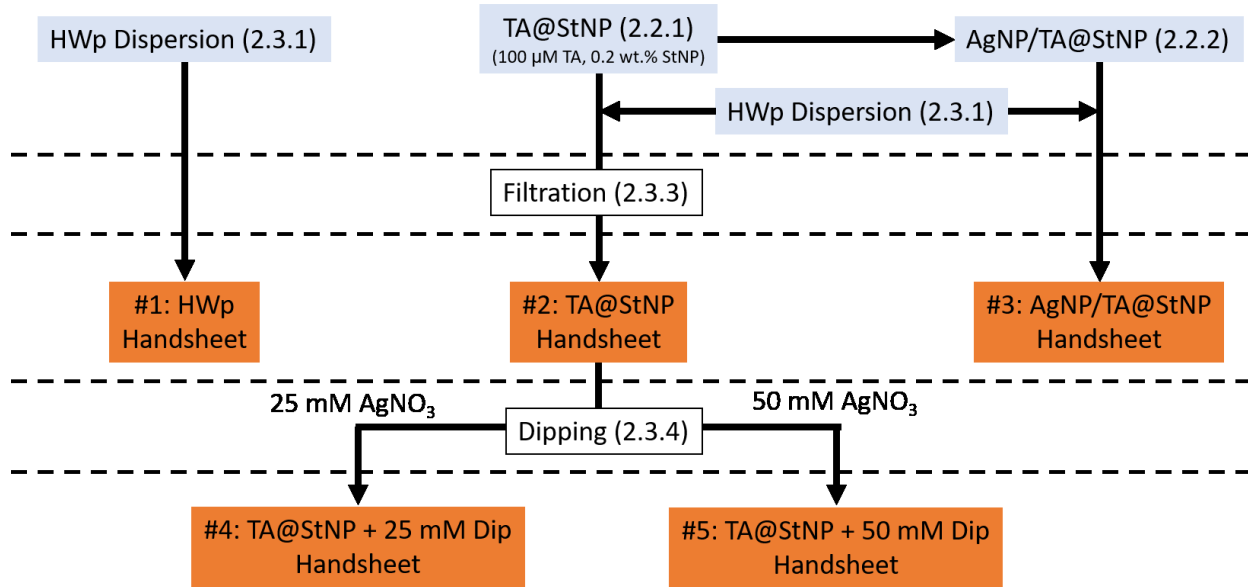 HWp Dispersion (2.3.1)
TA@StNP (2.2.1)
(100 µM TA, 0.2 wt.% StNP)
AgNP/TA@StNP (2.2.2)
HWp Dispersion (2.3.1)
Filtration (2.3.3)
#1: HWp
Handsheet
#2: TA@StNP
Handsheet
#3: AgNP/TA@StNP
Handsheet
25 mM AgNO₃
50 mM AgNO₃
Dipping (2.3.4)
#4: TA@StNP + 25 mM Dip
Handsheet
#5: TA@StNP + 50 mM Dip
Handsheet